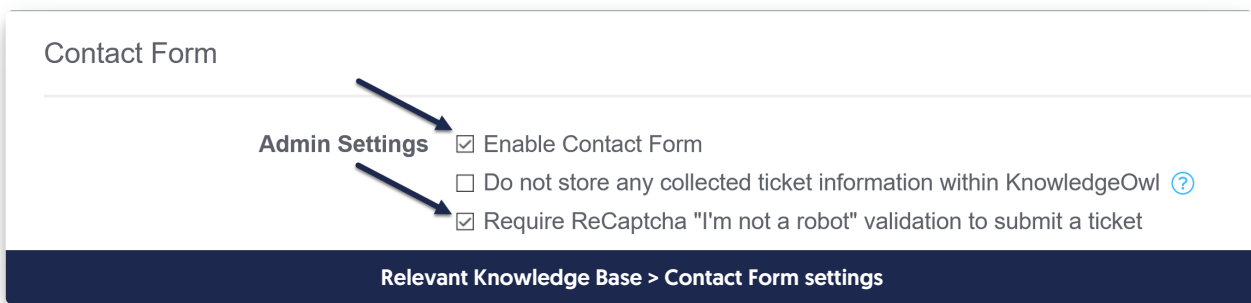 Contact Form
Admin Settings Enable Contact Form
Do not store any collected ticket information within KnowledgeOwl ?
Require ReCaptcha "I'm not a robot" validation to submit a ticket
Relevant Knowledge Base > Contact Form settings